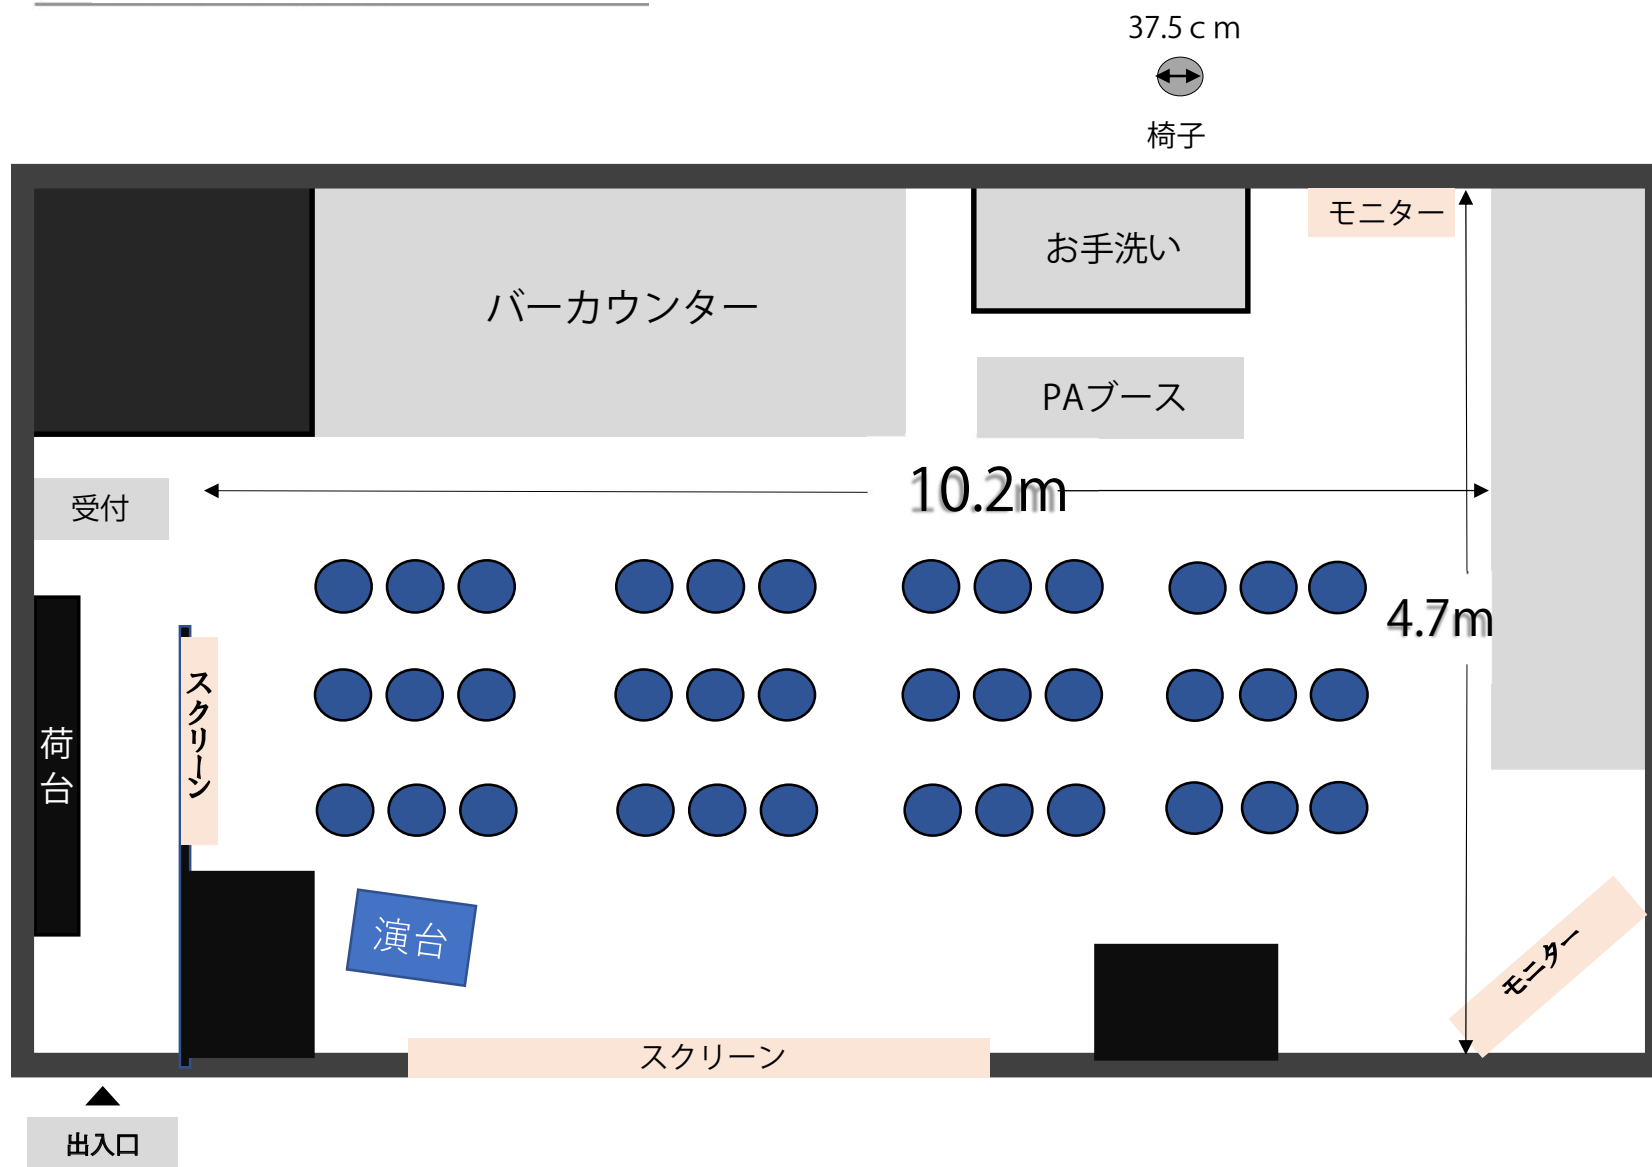 37.5ｃｍ
椅子
モニター
お手洗い
バーカウンター
PAブース
10.2m
受付
4.7m
スクリーン
荷台
演台
モニター
スクリーン
出入口